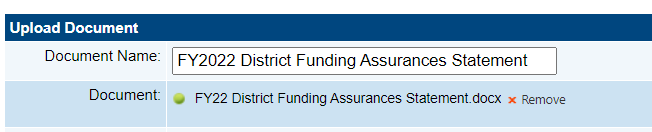 Upload Document
Document Name: FY2022 District Funding Assurances Statement
Document: FY22 District Funding Assurances Statement.docx Remove